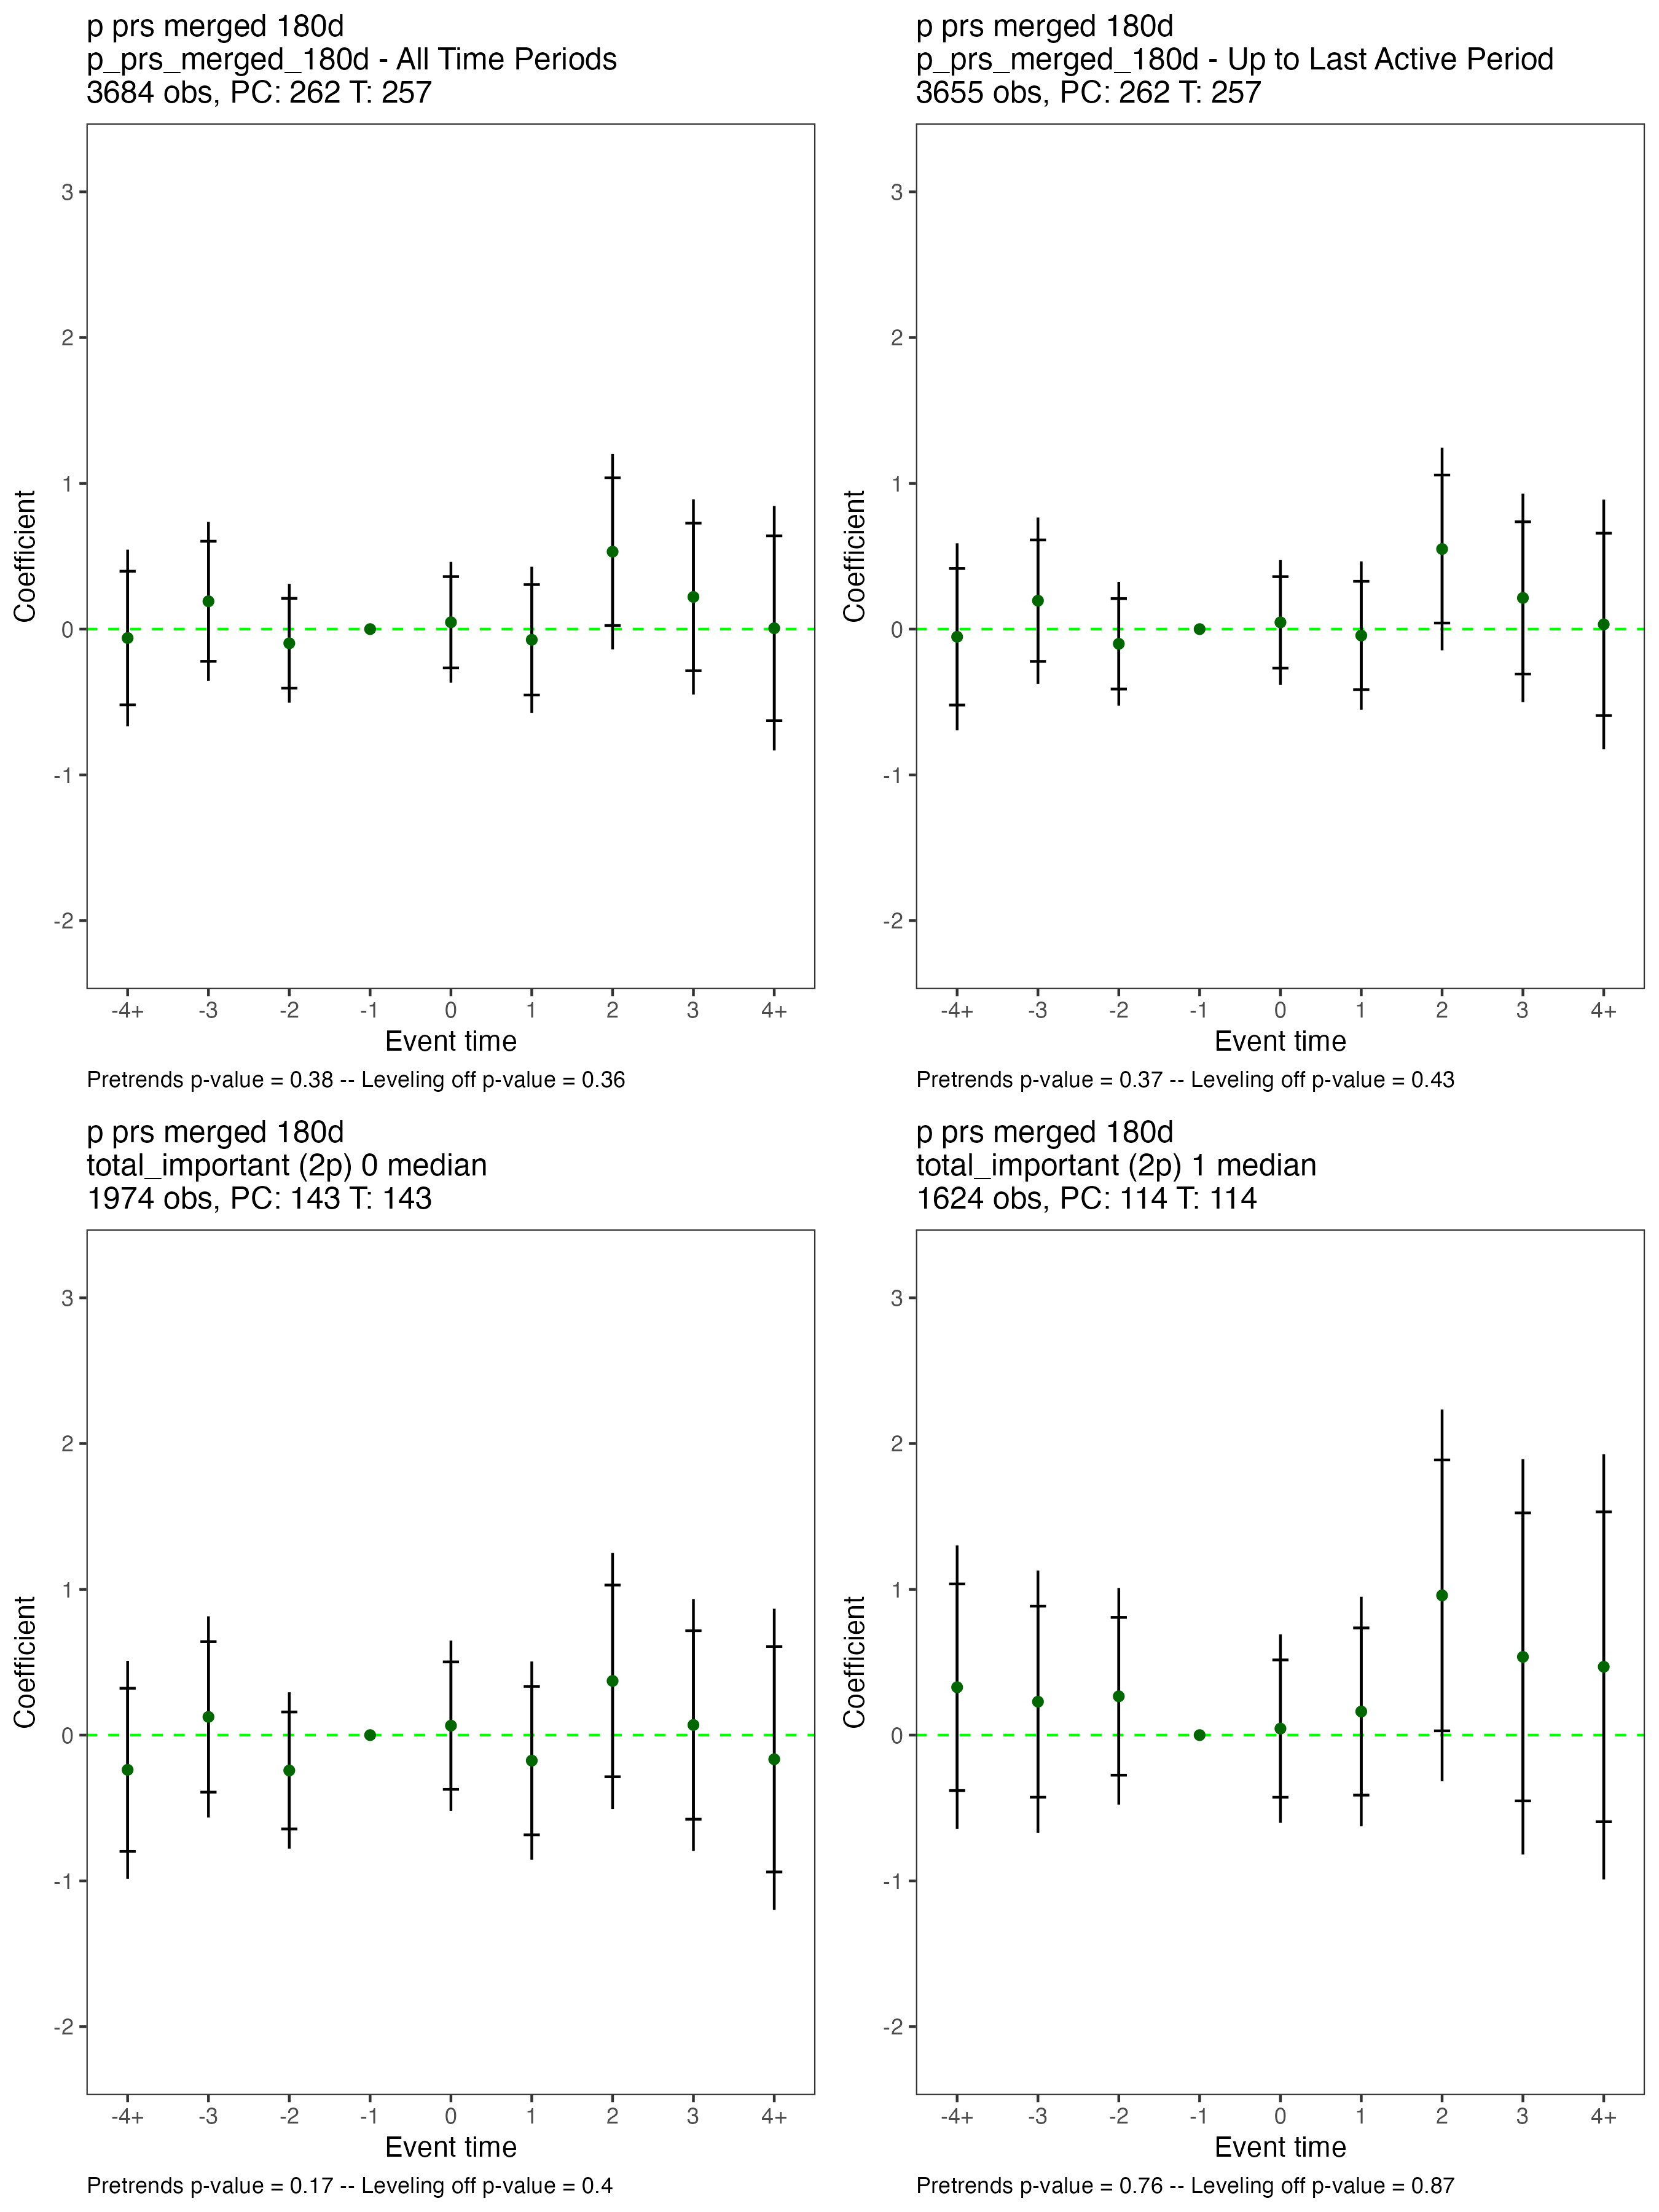 p prs merged 180d
p_prs_merged_180d - All Time Periods
3684 obs, PC: 262 T: 257
3
2
1
0
-1
-2
Coefficient
-4+ -3 -2 -1 0 1 2 3 4+
Event time
Pretrends p-value = 0.38 -- Leveling off p-value = 0.36
p prs merged 180d
p_prs_merged_180d - Up to Last Active Period
3655 obs, PC: 262 T: 257
3
2
1
0
-1
-2
Coefficient
-4+ -3 -2 -1 0 1 2 3 4+
Event time
Pretrends p-value = 0.37 -- Leveling off p-value = 0.43
p prs merged 180d
total_important (2p) 0 median
1974 obs, PC: 143 T: 143
3
2
1
0
-1
-2
Coefficient
-4+ -3 -2 -1 0 1 2 3 4+
Event time
Pretrends p-value = 0.17 -- Leveling off p-value = 0.4
p prs merged 180d
total_important (2p) 1 median
1624 obs, PC: 114 T: 114
3
2
1
0
-1
-2
Coefficient
-4+ -3 -2 -1 0 1 2 3 4+
Event time
Pretrends p-value = 0.76 -- Leveling off p-value = 0.87